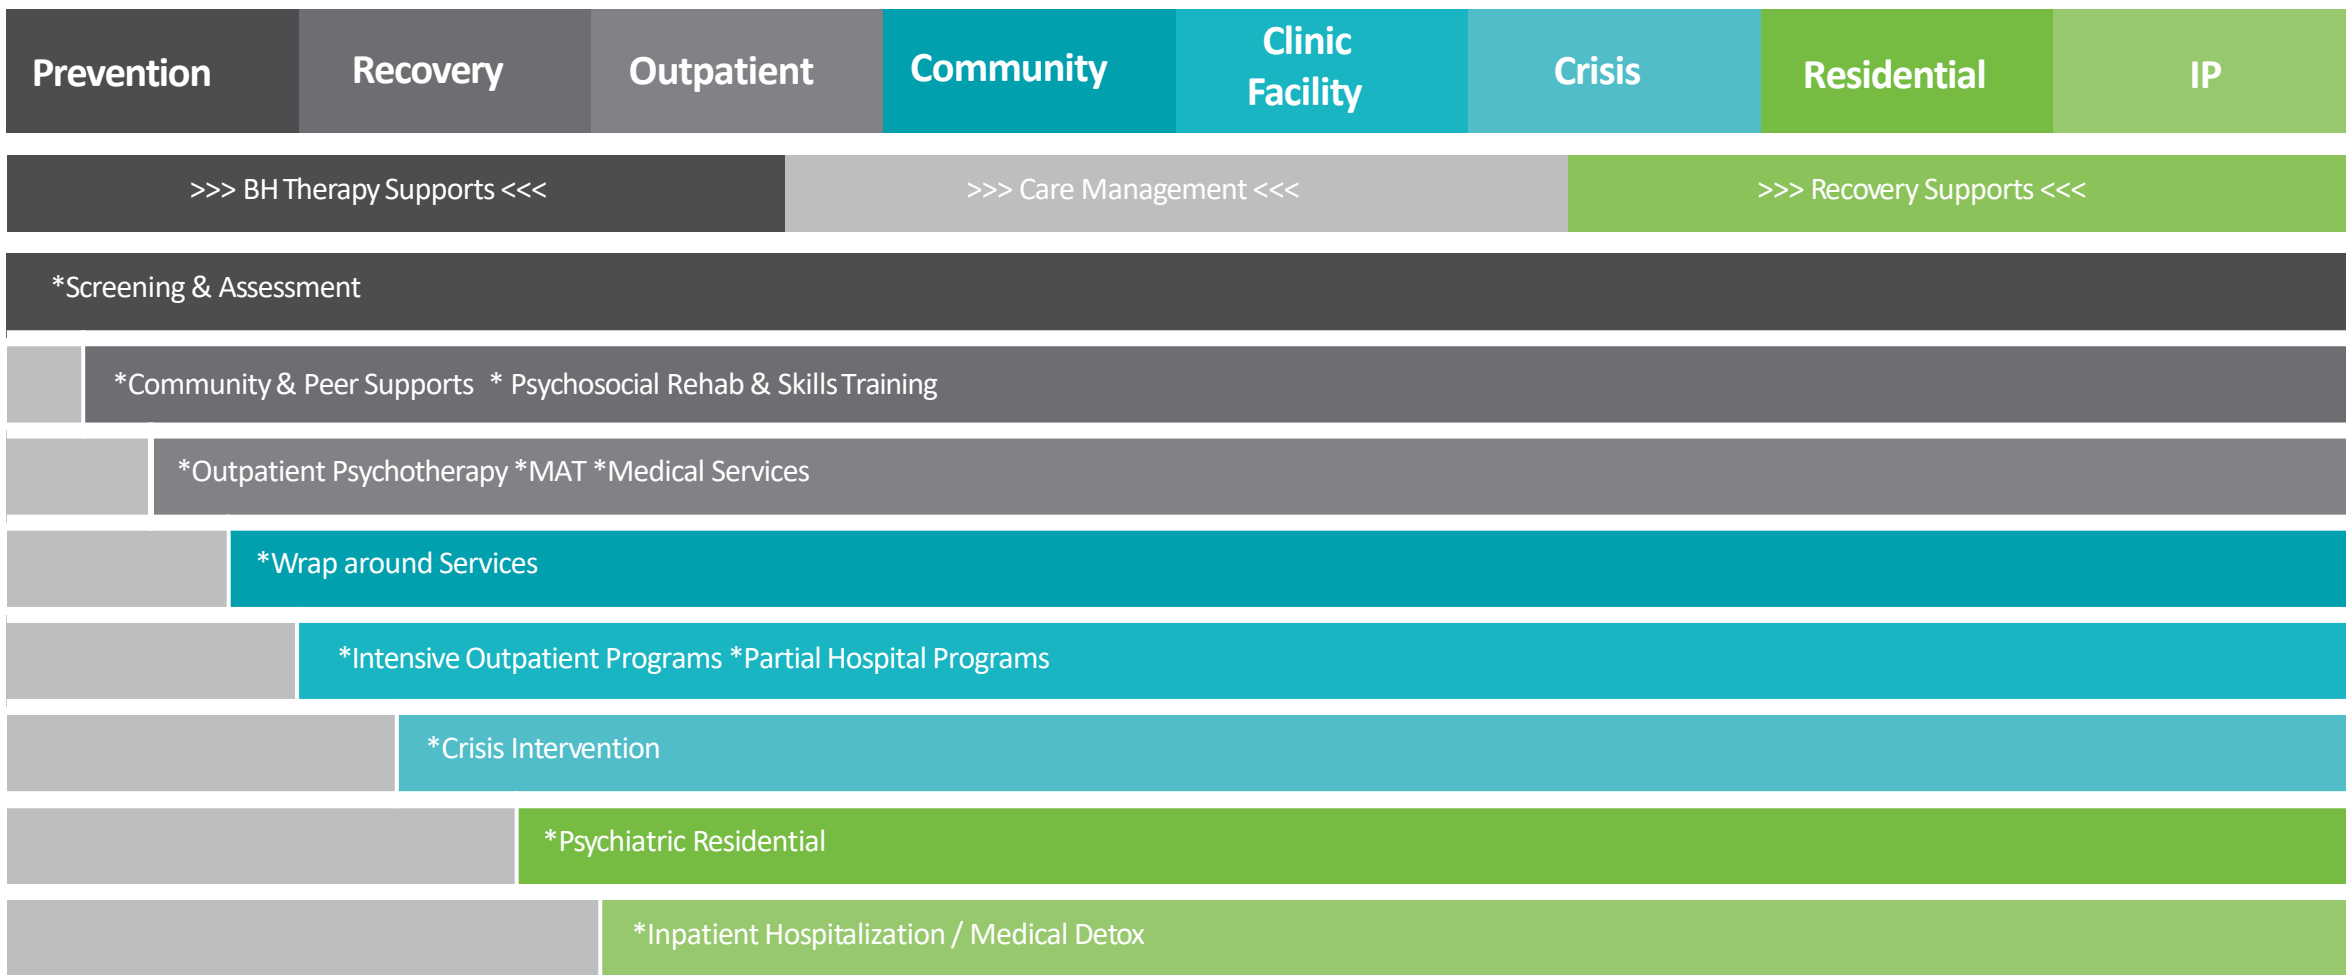 Prevention
Recovery
Outpatient
Community
Clinic
Facility
Crisis
Residential
IP
>>> BH Therapy Supports <<<
>>> Care Management <<<
>>> Recovery Supports <<<
*Screening & Assessment
*Community & Peer Supports * Psychosocial Rehab & Skills Training
*Outpatient Psychotherapy *MAT *Medical Services
*Wrap around Services
*Intensive Outpatient Programs *Partial Hospital Programs
*Crisis Intervention
*Psychiatric Residential
*Inpatient Hospitalization / Medical Detox